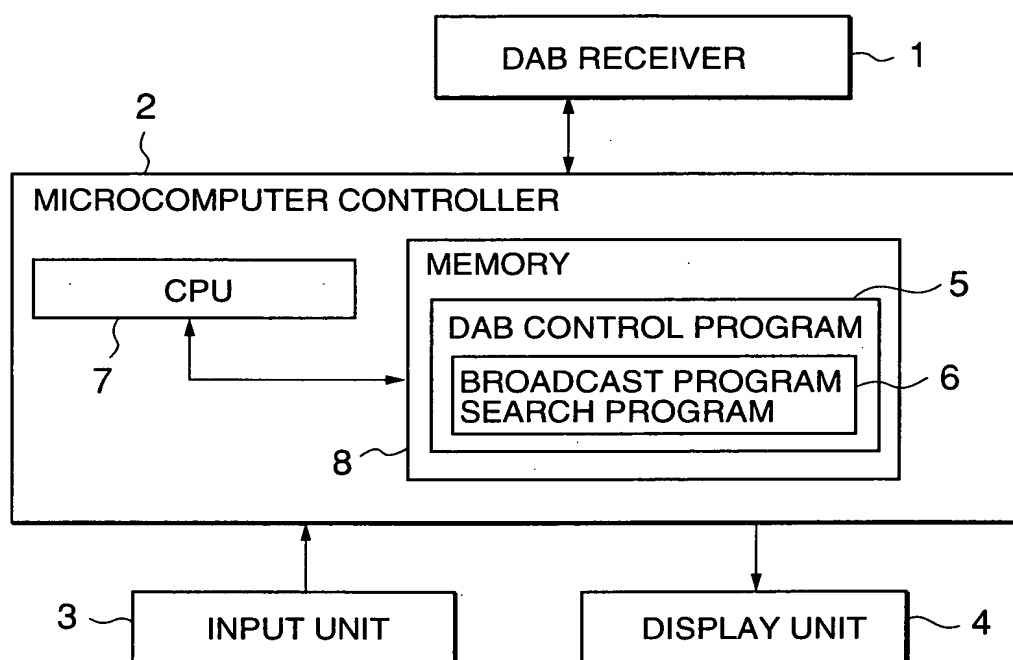 DAB RECEIVER
1
2
MICROCOMPUTER CONTROLLER
CPU
7
MEMORY
5
DAB CONTROL PROGRAM
BROADCAST PROGRAM
SEARCH PROGRAM
6
8
3
INPUT UNIT
DISPLAY UNIT
4